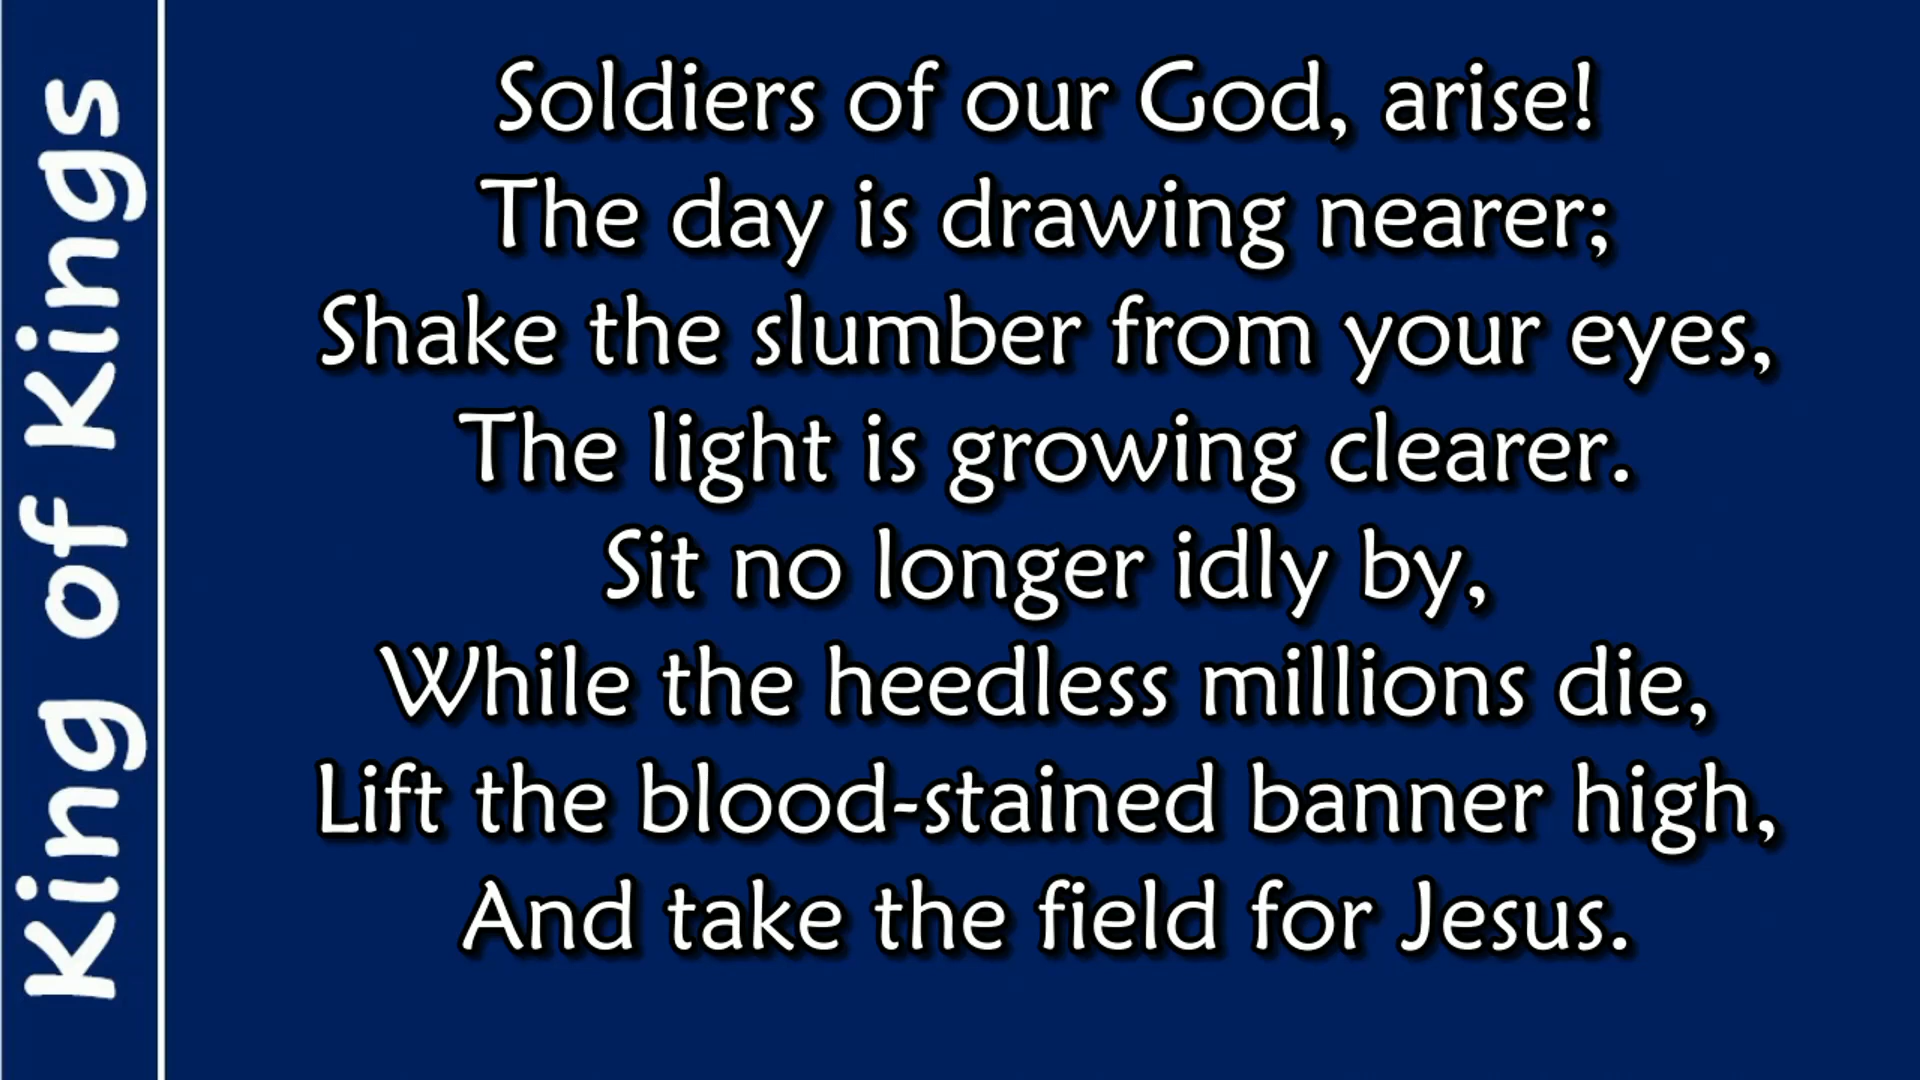 King of Kings
Soldiers of our God, arise!
The day is drawing nearer;
Shake the slumber from your eyes,
The light is growing clearer.
Sit no longer idly by,
While the heedless millions die,
Lift the blood-stained banner high,
And take the field for Jesus.